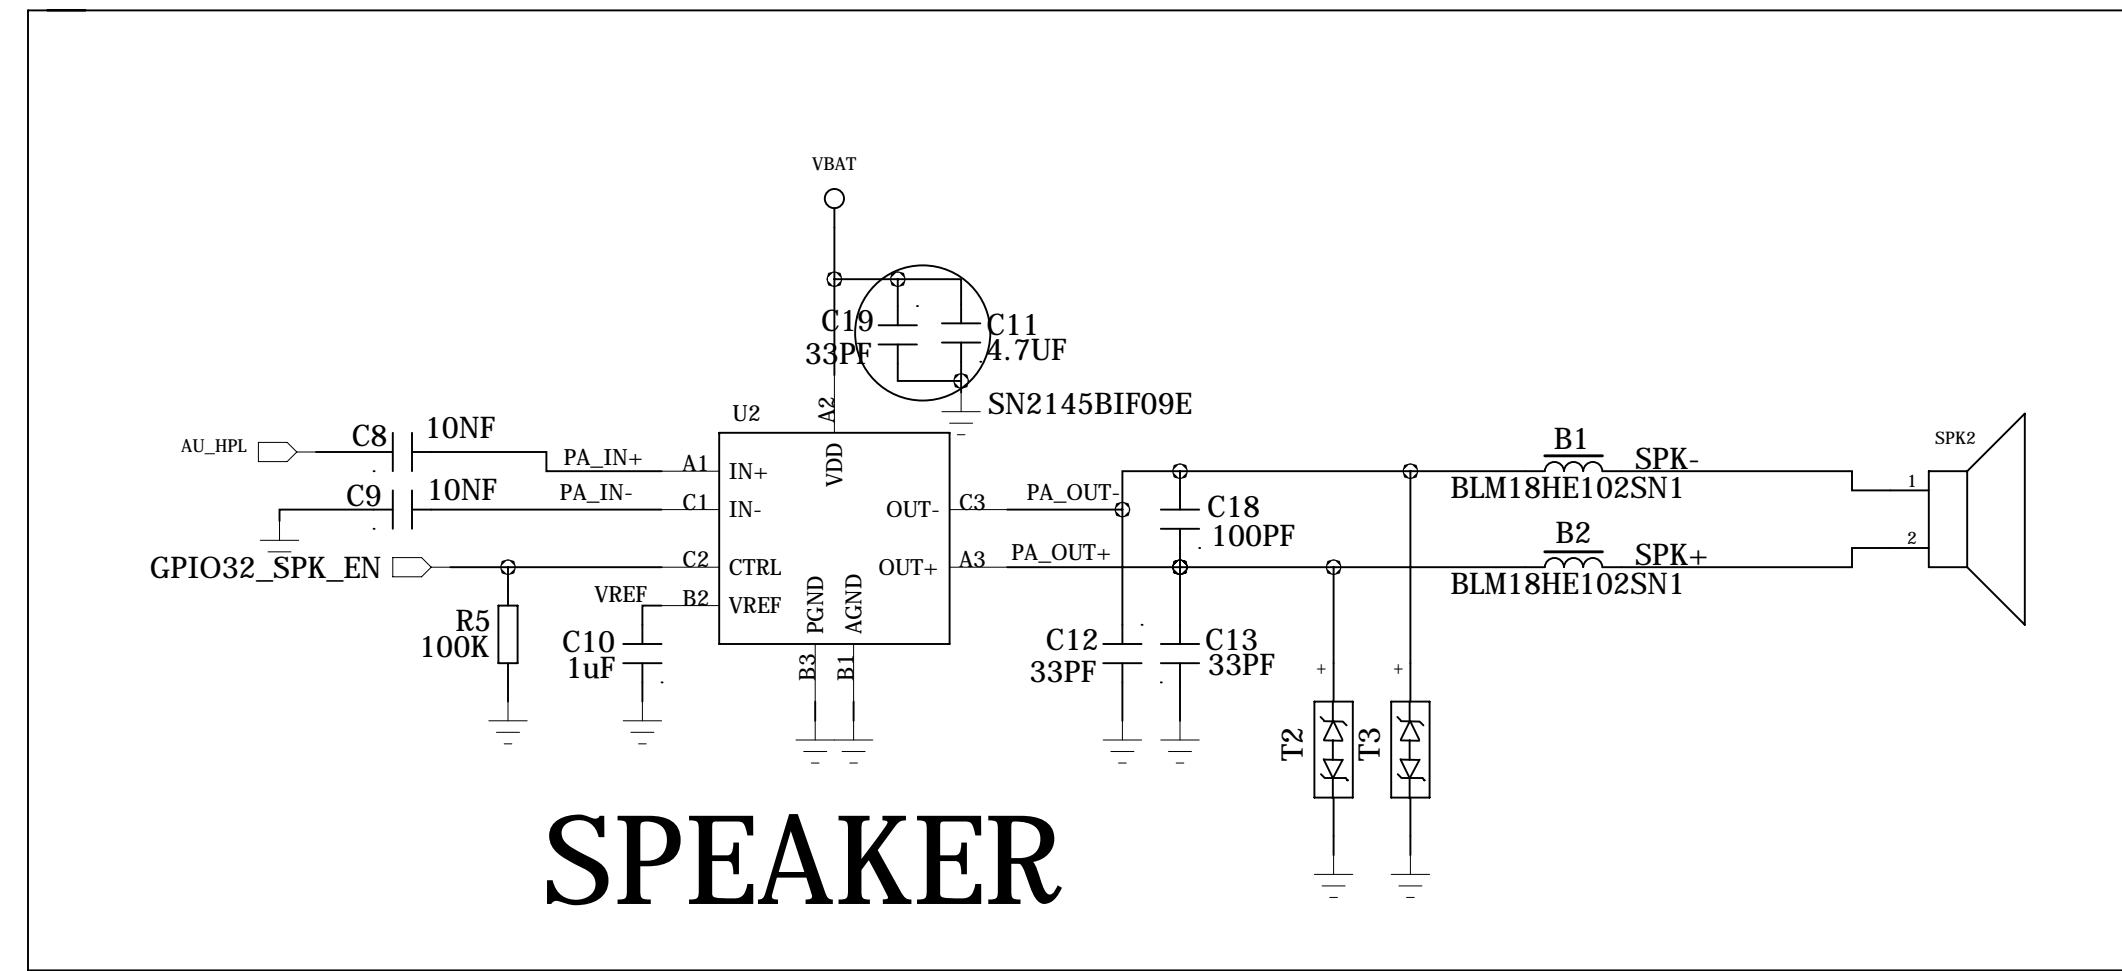 VBAT
C19
33PF
C11
4.7UF
SN2145BIF09E
U2
A2
VDD
AU_HPL
C8
10NF
PA_IN+
A1
IN+
C9
10NF
PA_IN-
C1
IN-
GPIO32_SPK_EN
C2
CTRL
VREF
B2
VREF
R5
100K
C10
1uF
PGND
AGND
B3
B1
OUT-
C3
PA_OUT-
OUT+
A3
PA_OUT+
C18
100PF
C12
33PF
C13
33PF
B1
SPK-
BLM18HE102SN1
B2
SPK+
BLM18HE102SN1
SPK2
1
2
+
+
T2
T3
SPEAKER